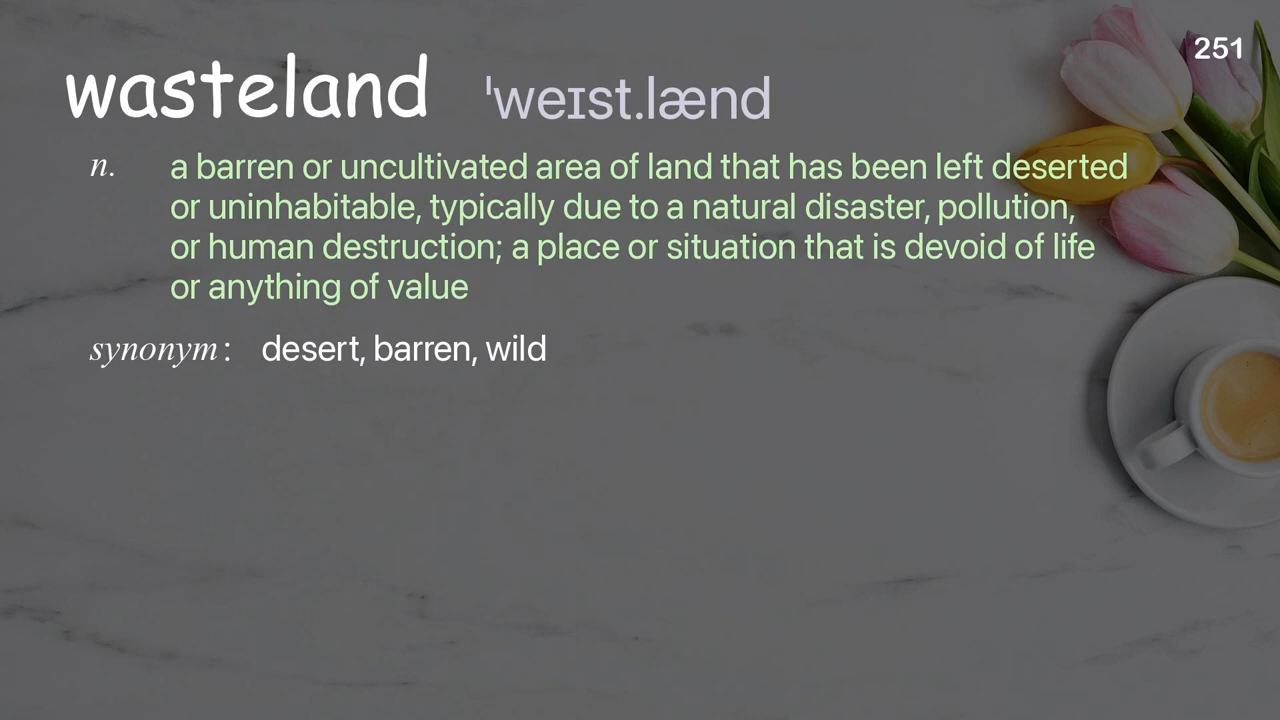 251
wasteland ˈweɪst.lænd
n. a barren or uncultivated area of land that has been left deserted
or uninhabitable, typically due to a natural disaster, pollution,
or human destruction; a place or situation that is devoid of life
or anything of value
synonym: desert, barren, wild